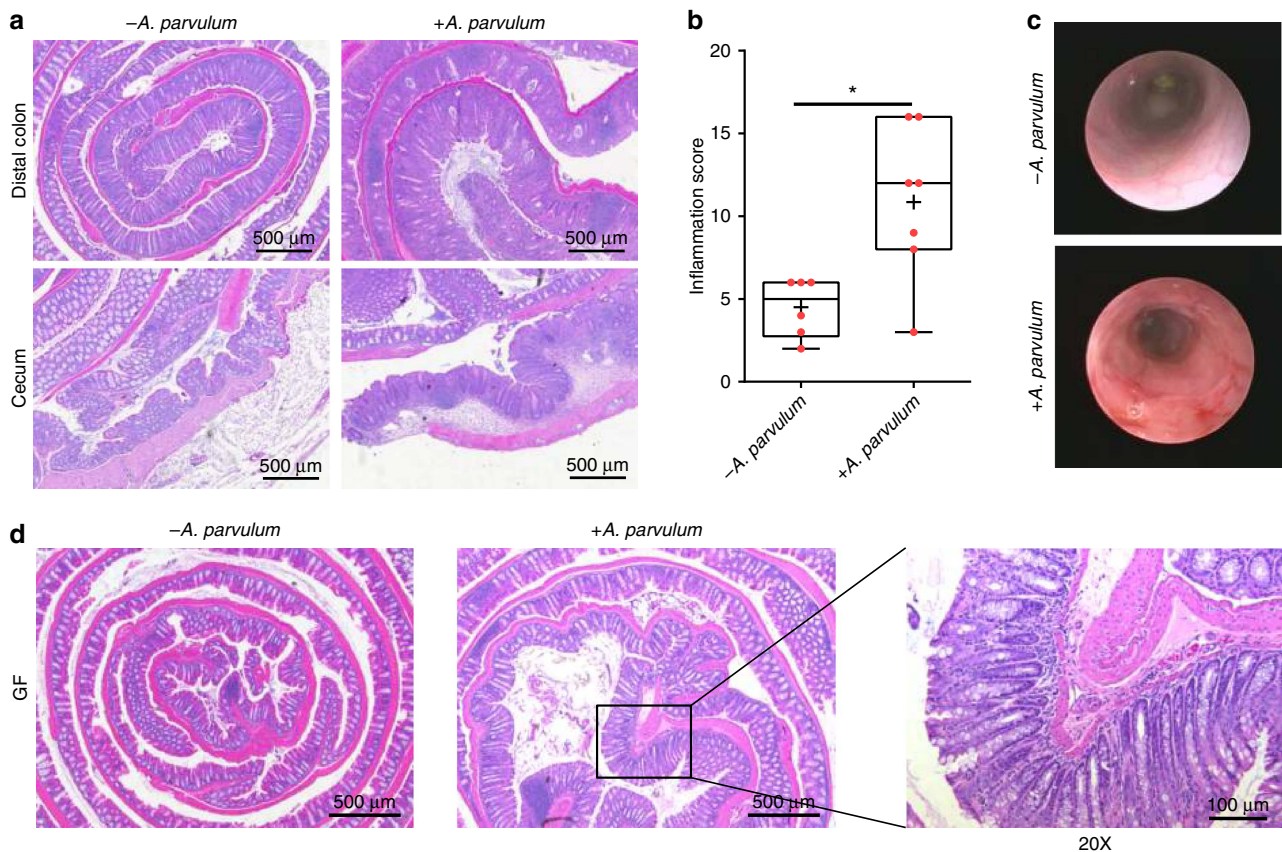 a
–A. parvulum
+A. parvulum
Distal colon
500 µm
500 µm
Cecum
500 µm
500 µm
b
20
15
10
5
0
Inflammation score
*
–A. parvulum
+A. parvulum
c
–A. parvulum
+A. parvulum
d
–A. parvulum
+A. parvulum
GF
500 µm
500 µm
100 µm
20X